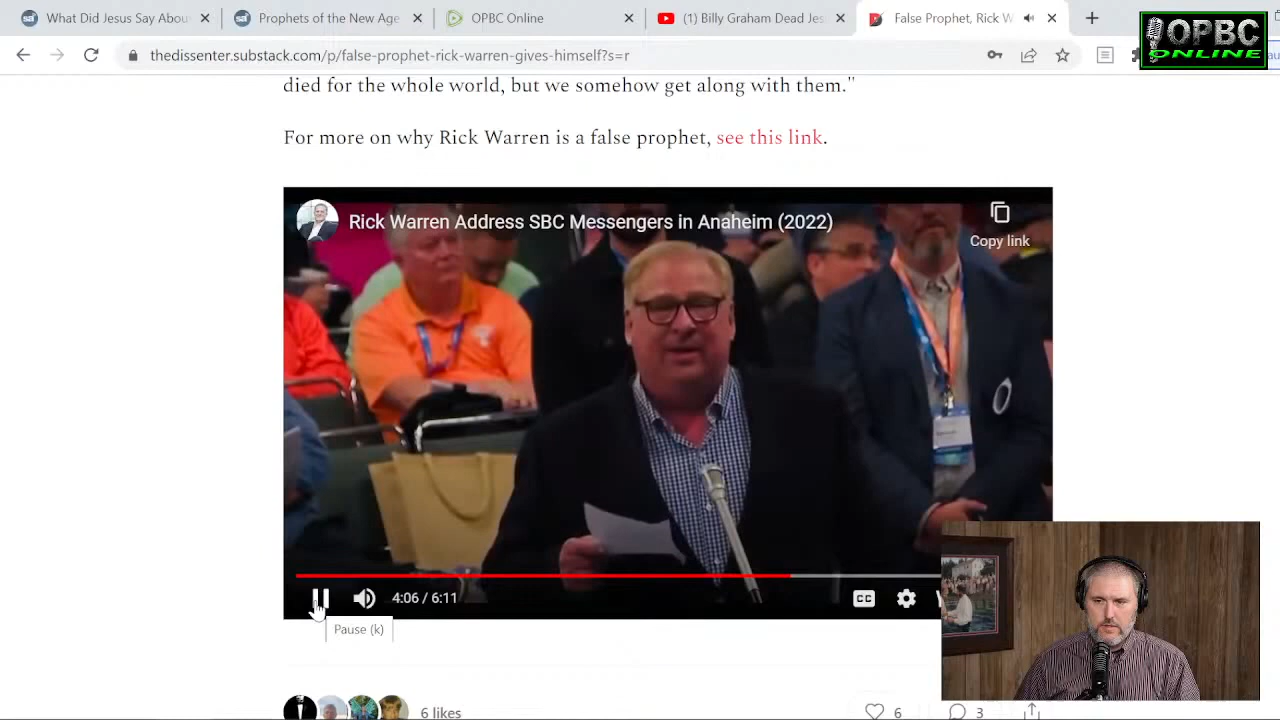 What Did Jesus Say Abou
Prophets of the New Age
OPBC Online
(1) Billy Graham Dead Jes
False Prophet, Rick W
OPBC
ONLINE
thedissenter.substack.com/p/false-prophet-r
es-himself?s=r
died for the whole world, but we somehow get along with them."
For more on why Rick Warren is a false prophet, see this link.
Rick Warren Address SBC Messengers in Anaheim (2022)
Copy link
4:06 / 6:11
CC
Pause (k)
6 likes
6
3